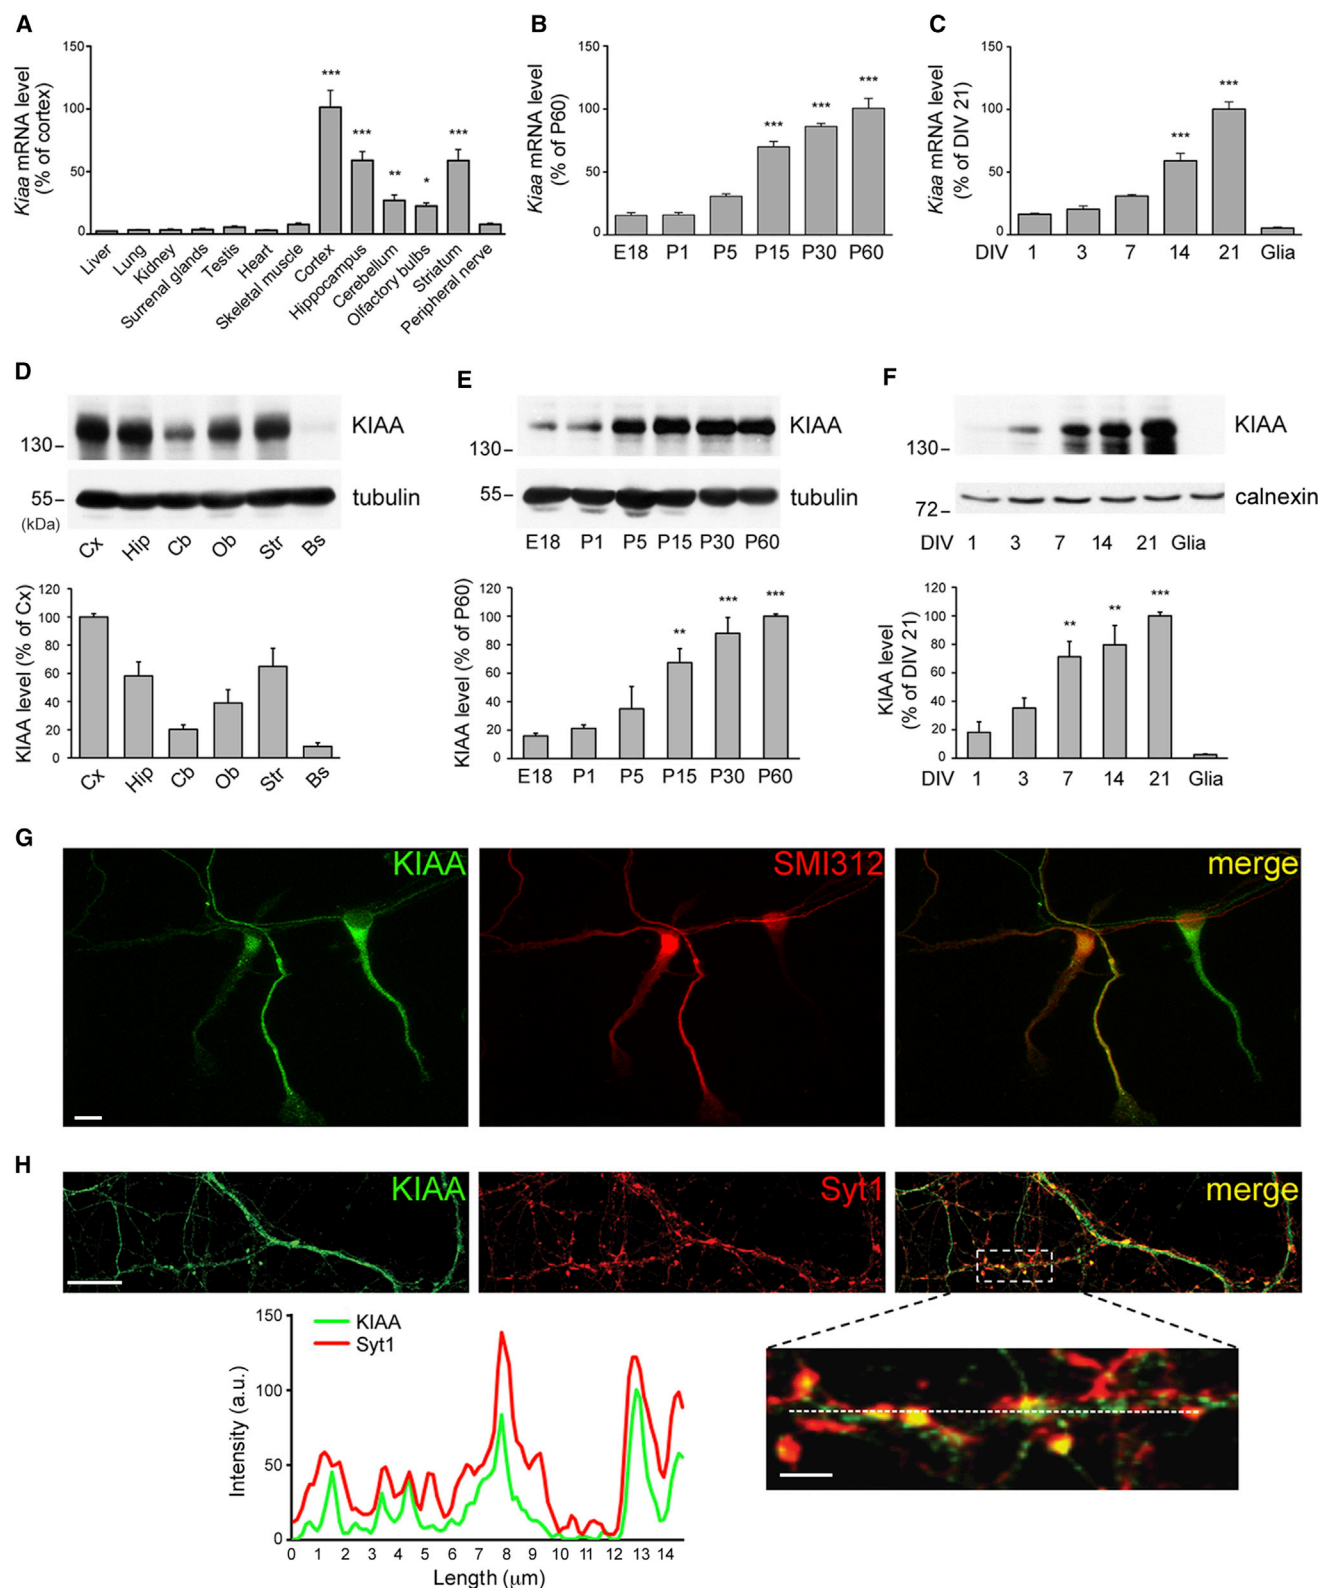 A
150
100
50
0
Kiaa mRNA level
(% of cortex)
***
***
**
*
***
Liver
Lung
Kidney
Surrenal glands
Testis
Heart
Skeletal muscle
Cortex
Hippocampus
Cerebellum
Olfactory bulbs
Striatum
Peripheral nerve
B
150
100
50
0
Kiaa mRNA level
(% of P60)
***
***
***
E18 P1 P5 P15 P30 P60
C
150
100
50
0
Kiaa mRNA level
(% of DIV 21)
***
***
DIV 1 3 7 14 21 Glia
D
KIAA
130
tubulin
55
(kDa)
Cx Hip Cb Ob Str Bs
120
100
80
60
40
20
0
KIAA level (% of Cx)
Cx Hip Cb Ob Str Bs
E
KIAA
130
55
tubulin
E18 P1 P5 P15 P30 P60
120
100
80
60
40
20
0
KIAA level (% of P60)
**
***
***
E18 P1 P5 P15 P30 P60
F
KIAA
130
calnexin
72
DIV 1 3 7 14 21 Glia
120
100
80
60
40
20
0
KIAA level
(% of DIV 21)
**
**
***
DIV 1 3 7 14 21 Glia
G
KIAA
SMI312
merge
H
KIAA
Syt1
merge
150
100
50
0
Intensity (a.u.)
KIAA
Syt1
0 1 2 3 4 5 6 7 8 9 10 11 12 13 14
Length (μm)